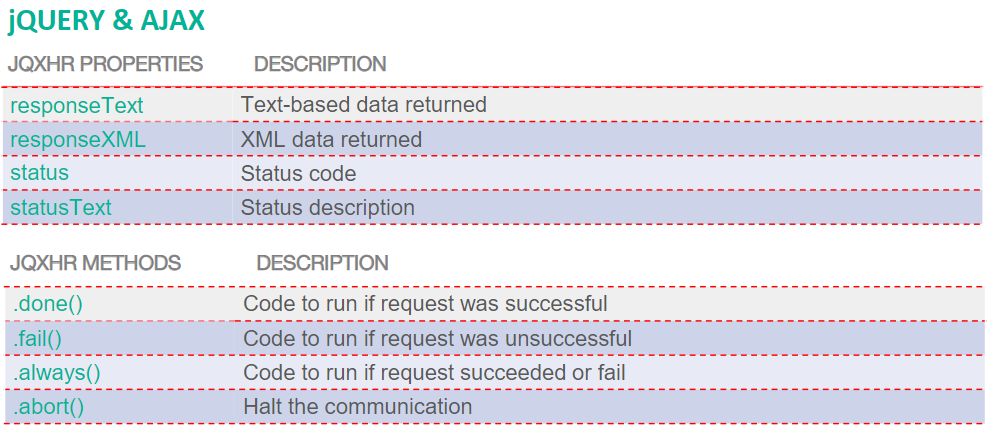 jQUERY & AJAX
JQXHR PROPERTIES DESCRIPTION
responseText Text-based data returned
responseXML XML data returned
status Status code
statusText Status description
JQXHR METHODS DESCRIPTION
.done() Code to run if request was successful
.fail() Code to run if request was unsuccessful
.always() Code to run if request succeeded or fail
.abort() Halt the communication